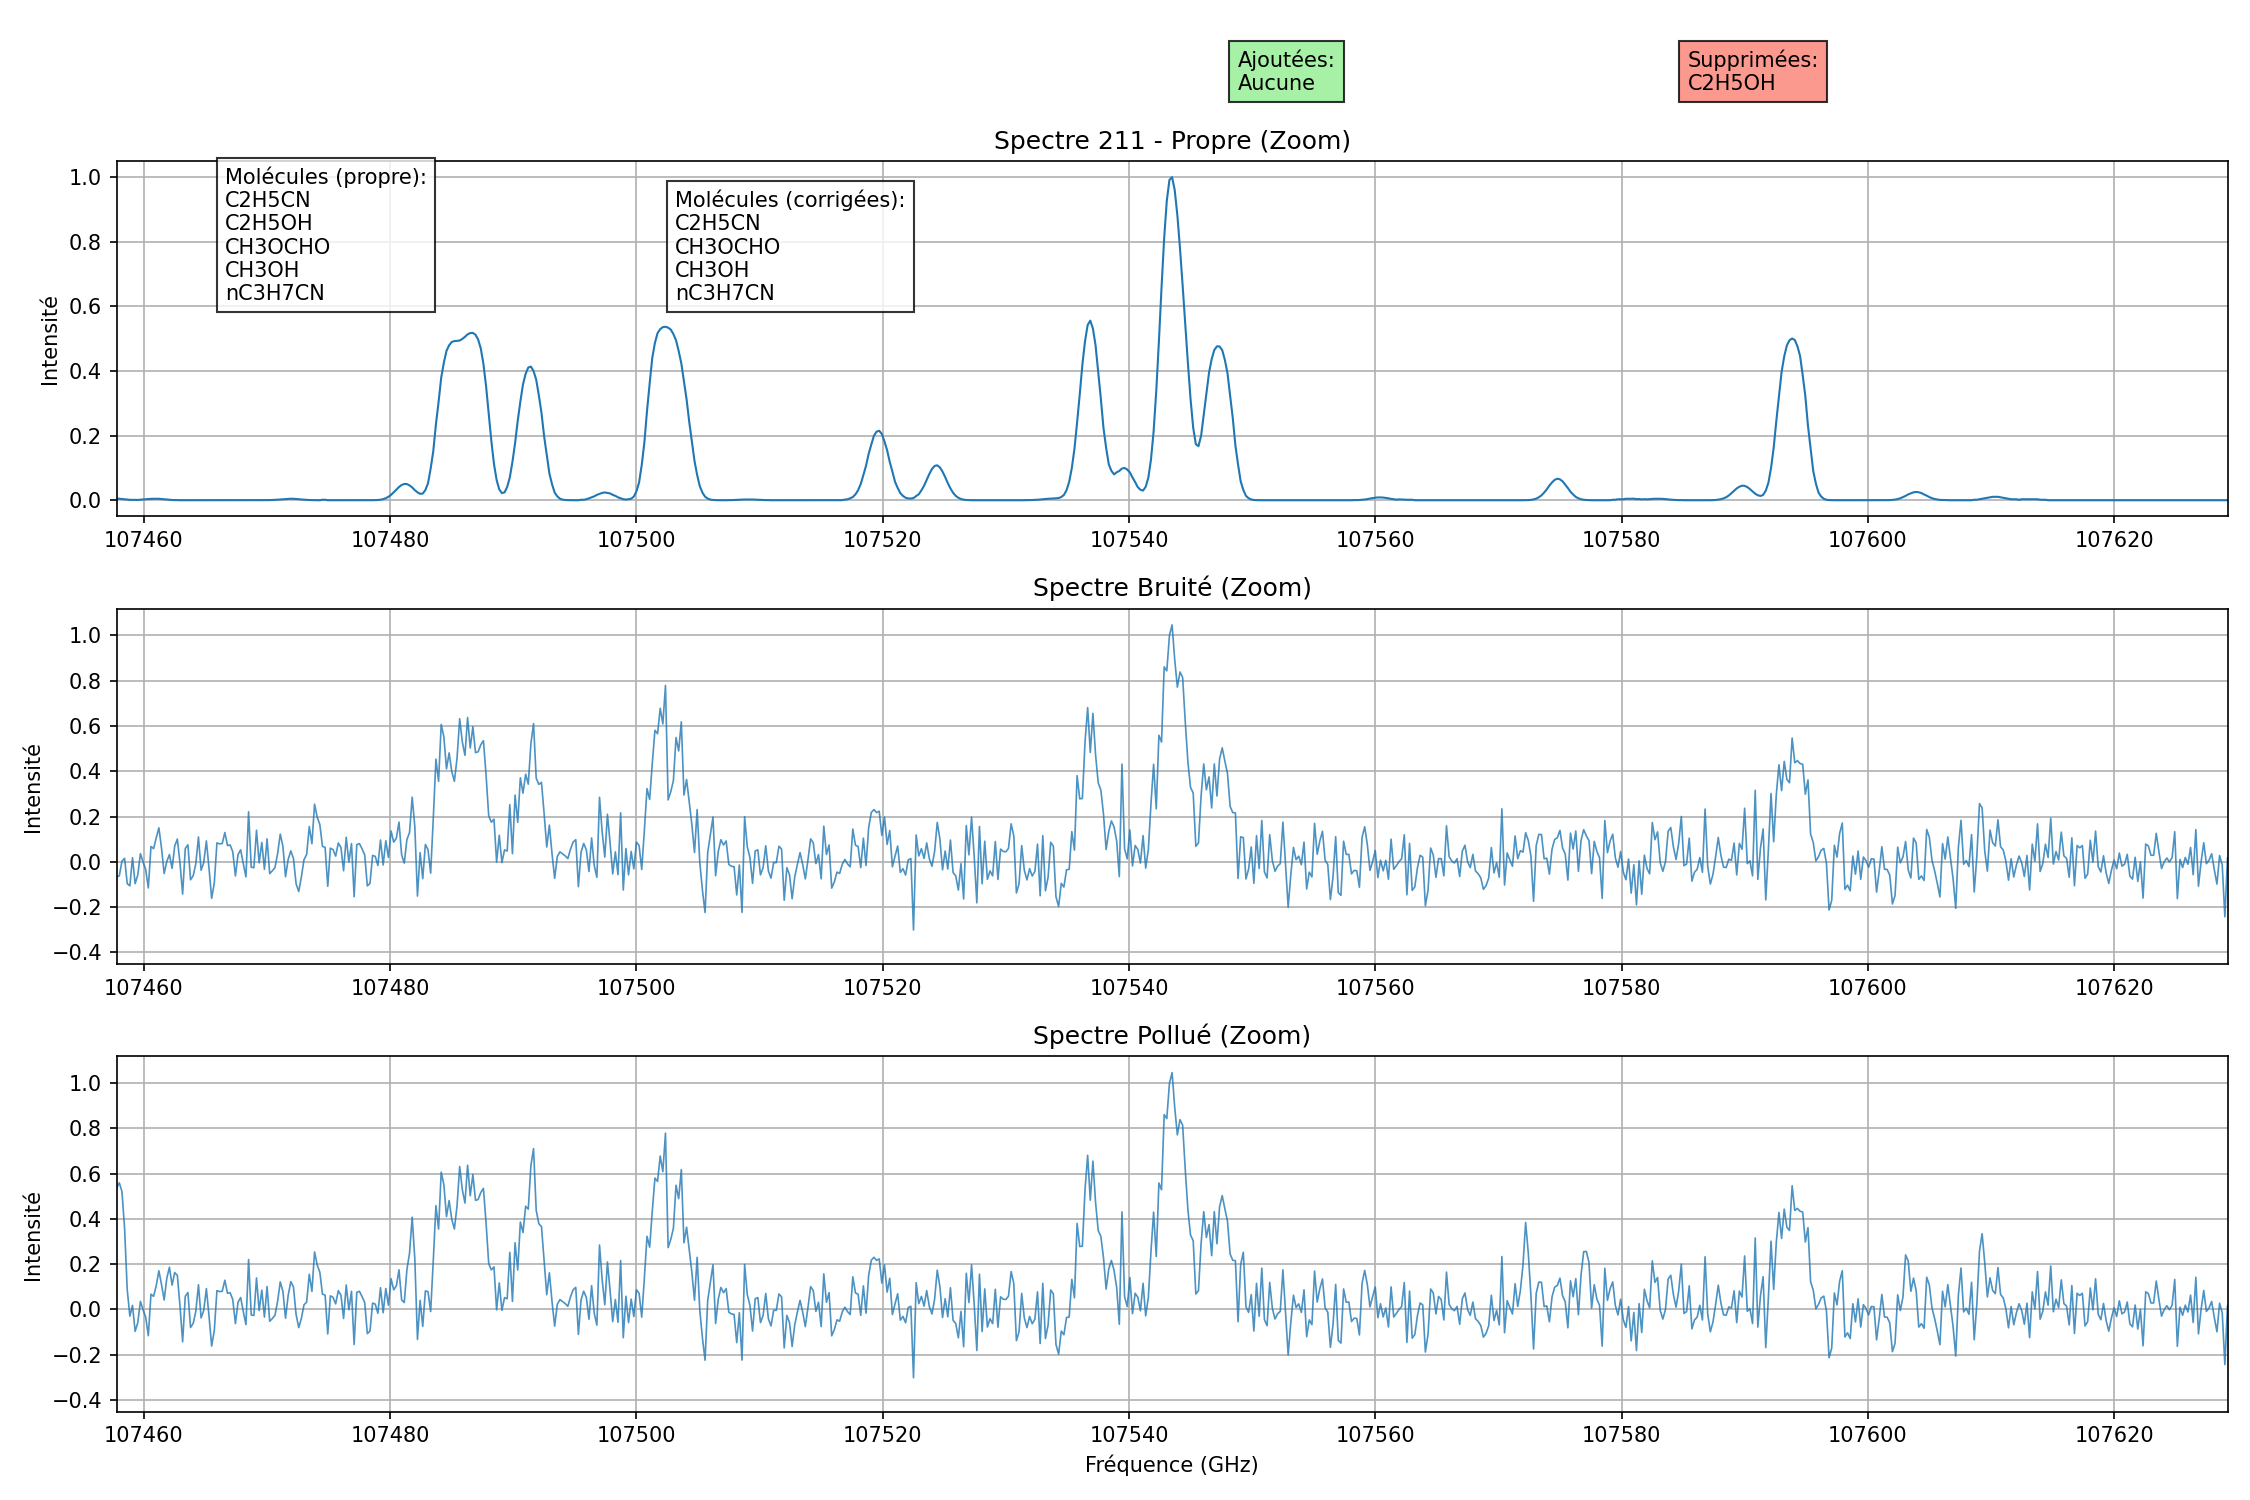 Ajoutées:
Aucune
Supprimées:
C2H5OH
Spectre 211 - Propre (Zoom)
Molécules (propre):
C2H5CN
C2H5OH
CH3OCHO
CH3OH
nC3H7CN
Molécules (corrigées):
C2H5CN
CH3OCHO
CH3OH
nC3H7CN
Intensité
1.0
0.8
0.6
0.4
0.2
0.0
107460 107480 107500 107520 107540 107560 107580 107600 107620
Spectre Bruité (Zoom)
Intensité
1.0
0.8
0.6
0.4
0.2
0.0
−0.2
−0.4
107460 107480 107500 107520 107540 107560 107580 107600 107620
Spectre Pollué (Zoom)
Intensité
1.0
0.8
0.6
0.4
0.2
0.0
−0.2
−0.4
107460 107480 107500 107520 107540 107560 107580 107600 107620
Fréquence (GHz)